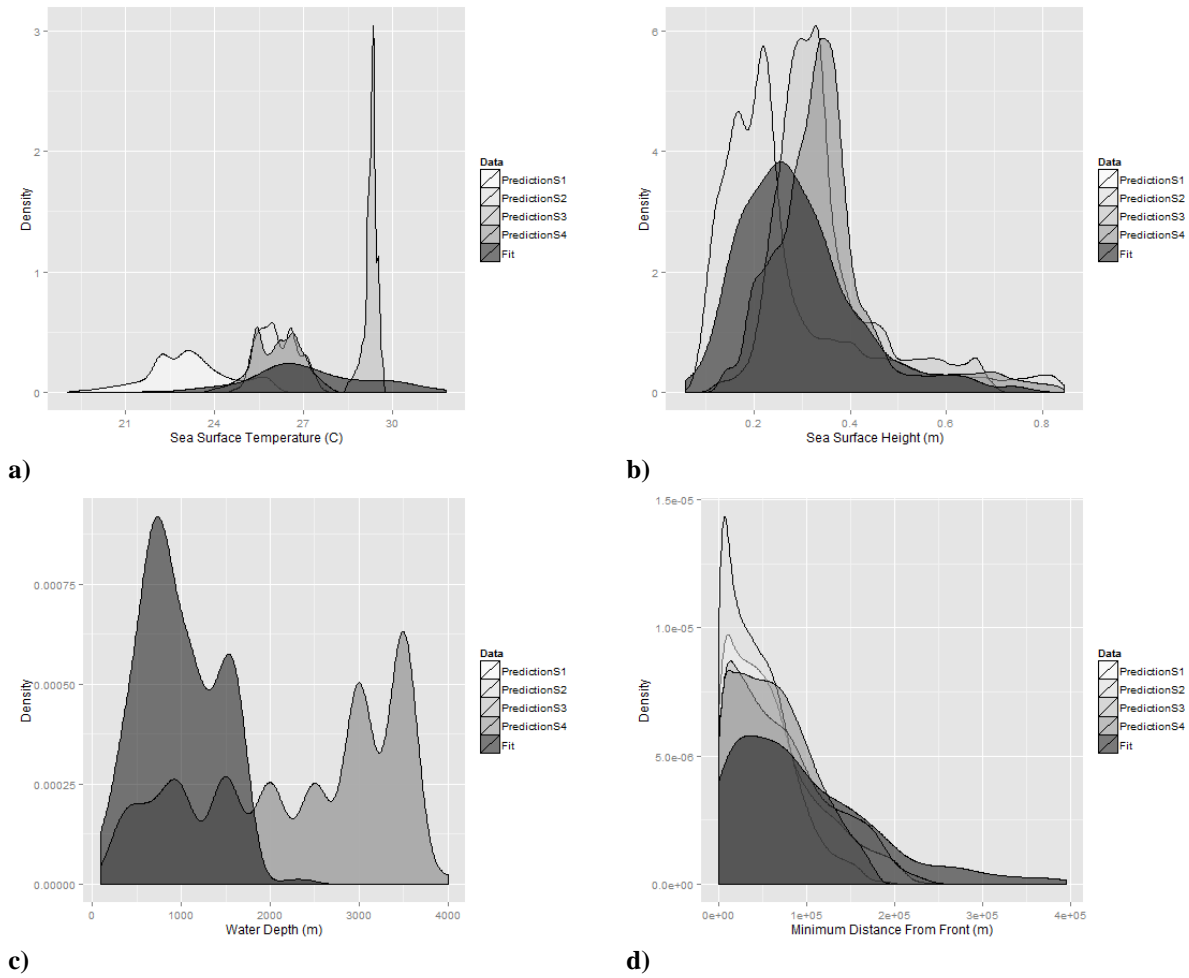 3
2
1
0
Density
21
24
27
30
Sea Surface Temperature (C)
Data
PredictionS1
PredictionS2
PredictionS3
PredictionS4
Fit
a)
6
4
2
0
Density
0.2
0.4
0.6
0.8
Sea Surface Height (m)
Data
PredictionS1
PredictionS2
PredictionS3
PredictionS4
Fit
b)
0.00075
0.00050
0.00025
0.00000
Density
0
1000
2000
3000
4000
Water Depth (m)
Data
PredictionS1
PredictionS2
PredictionS3
PredictionS4
Fit
c)
1.5e-05
1.0e-05
5.0e-06
0.0e+00
Density
0e+00
1e+05
2e+05
3e+05
4e+05
Minimum Distance From Front (m)
Data
PredictionS1
PredictionS2
PredictionS3
PredictionS4
Fit
d)